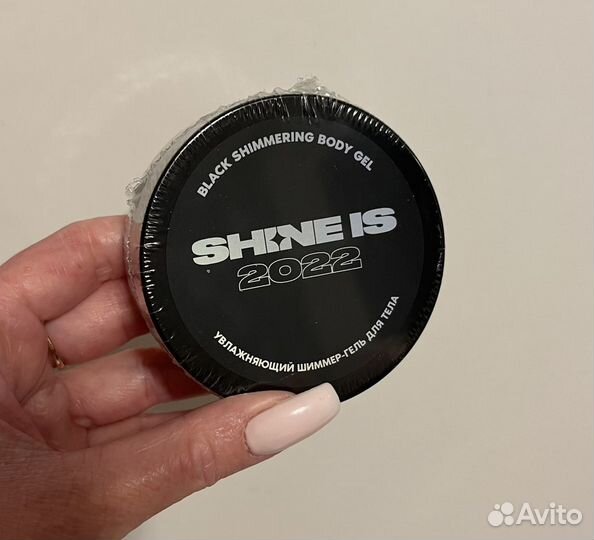 BLACK SHIMMERING BODY GEL
SHINE IS
2022
УВЛАЖНЯЮЩИЙ ШИММЕР-ГЕЛЬ ДЛЯ ТЕЛА
Avito